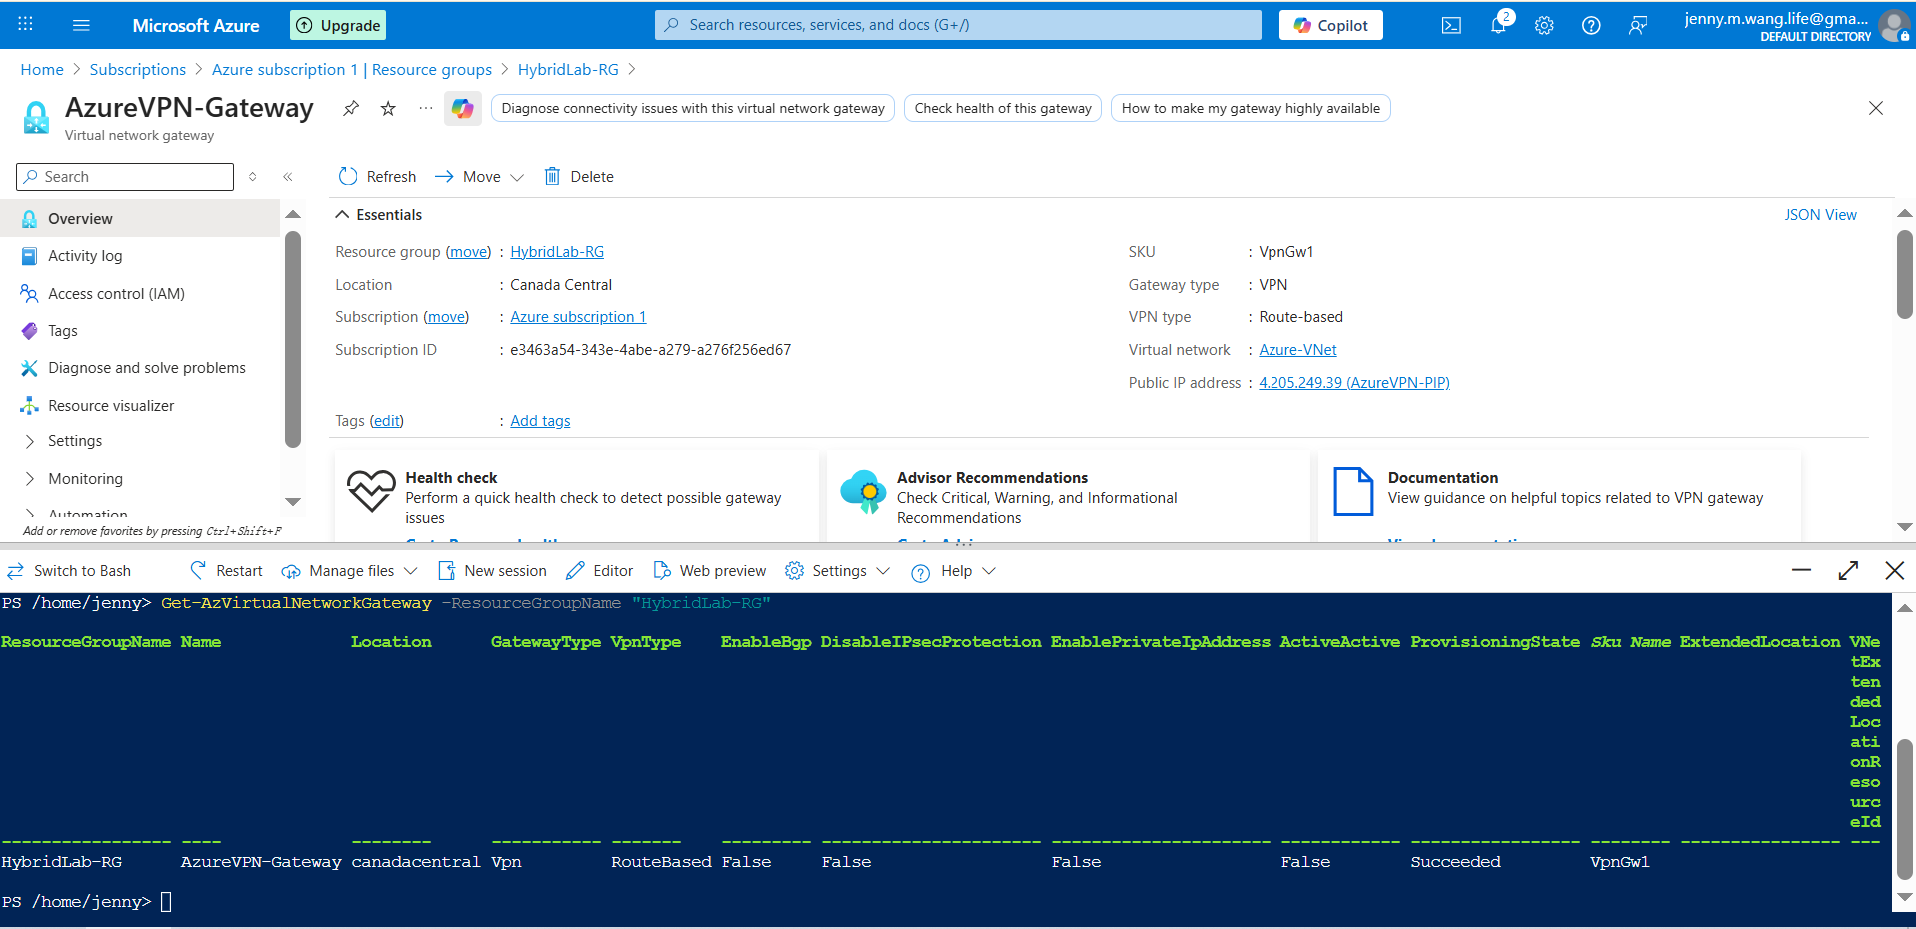 Microsoft Azure
Upgrade
Search resources, services, and docs (G+/)
Copilot
2
jenny.m.wang.life@gma...
DEFAULT DIRECTORY
Home > Subscriptions > Azure subscription 1 | Resource groups > HybridLab-RG >
AzureVPN-Gateway
Virtual network gateway
Diagnose connectivity issues with this virtual network gateway
Check health of this gateway
How to make my gateway highly available
Search
Overview
Activity log
Access control (IAM)
Tags
Diagnose and solve problems
Resource visualizer
Settings
Monitoring
Automation
Add or remove favorites by pressing Ctrl+Shift+F
Refresh
Move
Delete
Essentials
JSON View
Resource group (move) : HybridLab-RG
Location : Canada Central
Subscription (move) : Azure subscription 1
Subscription ID : e3463a54-343e-4abe-a279-a276f256ed67
SKU : VpnGw1
Gateway type : VPN
VPN type : Route-based
Virtual network : Azure-VNet
Public IP address : 4.205.249.39 (AzureVPN-PIP)
Tags (edit) : Add tags
Health check
Perform a quick health check to detect possible gateway
issues
Advisor Recommendations
Check Critical, Warning, and Informational
Recommendations
Documentation
View guidance on helpful topics related to VPN gateway
Switch to Bash
Restart
Manage files
New session
Editor
Web preview
Settings
Help
PS /home/jenny> Get-AzVirtualNetworkGateway -ResourceGroupName "HybridLab-RG"
ResourceGroupName Name Location GatewayType VpnType EnableBgp DisableIPsecProtection EnablePrivateIpAddress ActiveActive ProvisioningState Sku Name ExtendedLocation VNe
tEx
ten
ded
Loc
ati
onR
eso
urc
eId
----------------- ---- -------- ----------- ------- --------- ---------------------- ---------------------- ------------ ----------------- -------- ---------------- ---
HybridLab-RG AzureVPN-Gateway canadacentral Vpn RouteBased False False False False Succeeded VpnGw1
PS /home/jenny>